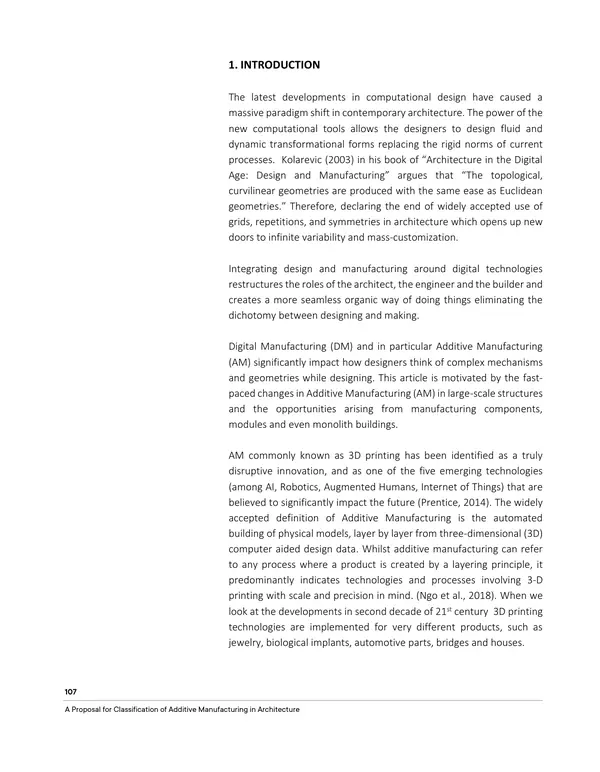 1. INTRODUCTION
The latest developments in computational design have caused a
massive paradigm shift in contemporary architecture. The power of the
new computational tools allows the designers to design fluid and
dynamic transformational forms replacing the rigid norms of current
processes. Kolarevic (2003) in his book of “Architecture in the Digital
Age: Design and Manufacturing” argues that “The topological,
curvilinear geometries are produced with the same ease as Euclidean
geometries.” Therefore, declaring the end of widely accepted use of
grids, repetitions, and symmetries in architecture which opens up new
doors to infinite variability and mass-customization.
Integrating design and manufacturing around digital technologies
restructures the roles of the architect, the engineer and the builder and
creates a more seamless organic way of doing things eliminating the
dichotomy between designing and making.
Digital Manufacturing (DM) and in particular Additive Manufacturing
(AM) significantly impact how designers think of complex mechanisms
and geometries while designing. This article is motivated by the fast-
paced changes in Additive Manufacturing (AM) in large-scale structures
and the opportunities arising from manufacturing components,
modules and even monolith buildings.
AM commonly known as 3D printing has been identified as a truly
disruptive innovation, and as one of the five emerging technologies
(among AI, Robotics, Augmented Humans, Internet of Things) that are
believed to significantly impact the future (Prentice, 2014). The widely
accepted definition of Additive Manufacturing is the automated
building of physical models, layer by layer from three-dimensional (3D)
computer aided design data. Whilst additive manufacturing can refer
to any process where a product is created by a layering principle, it
predominantly indicates technologies and processes involving 3-D
printing with scale and precision in mind. (Ngo et al., 2018). When we
look at the developments in second decade of 21st century 3D printing
technologies are implemented for very different products, such as
jewelry, biological implants, automotive parts, bridges and houses.
107
A Proposal for Classification of Additive Manufacturing in Architecture